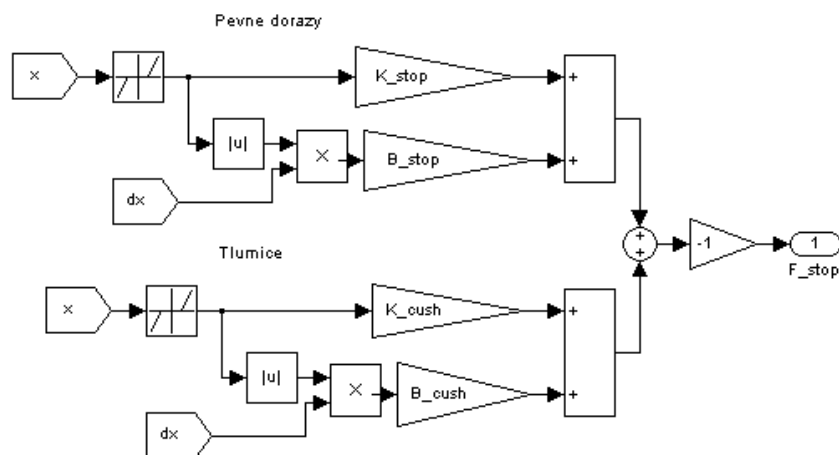 Pevne dorazy
x
K_stop
+
|u|
×
B_stop
+
dx
Tlumice
+
+
-1
1
F_stop
x
K_cush
+
|u|
×
B_cush
+
dx